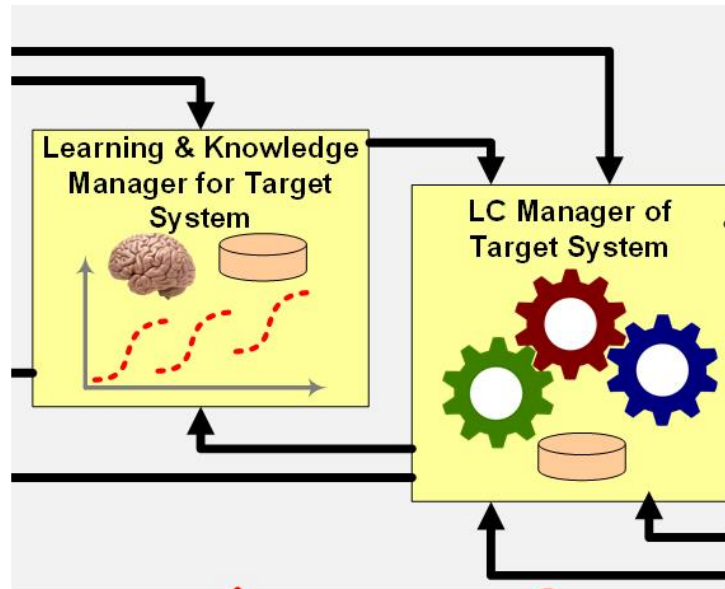 Learning & Knowledge
Manager for Target
System
LC Manager of
Target System